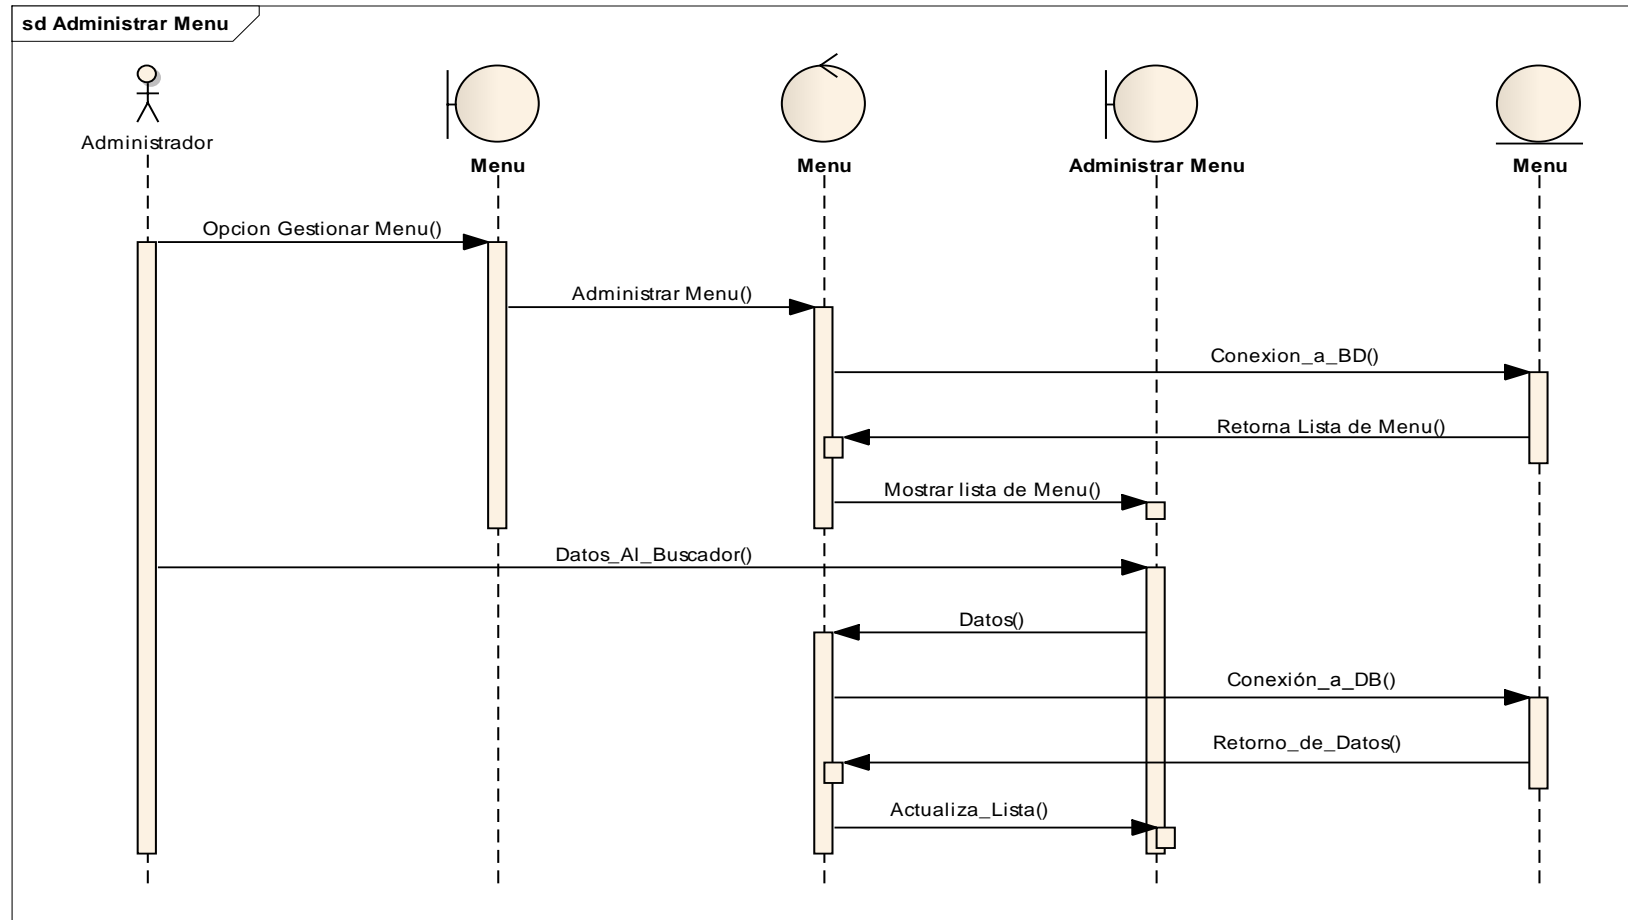 sd Administrar Menu
Administrador
Menu
Menu
Administrar Menu
Menu
Opcion Gestionar Menu()
Administrar Menu()
Conexion_a_BD()
Retorna Lista de Menu()
Mostrar lista de Menu()
Datos_Al_Buscador()
Datos()
Conexión_a_DB()
Retorno_de_Datos()
Actualiza_Lista()